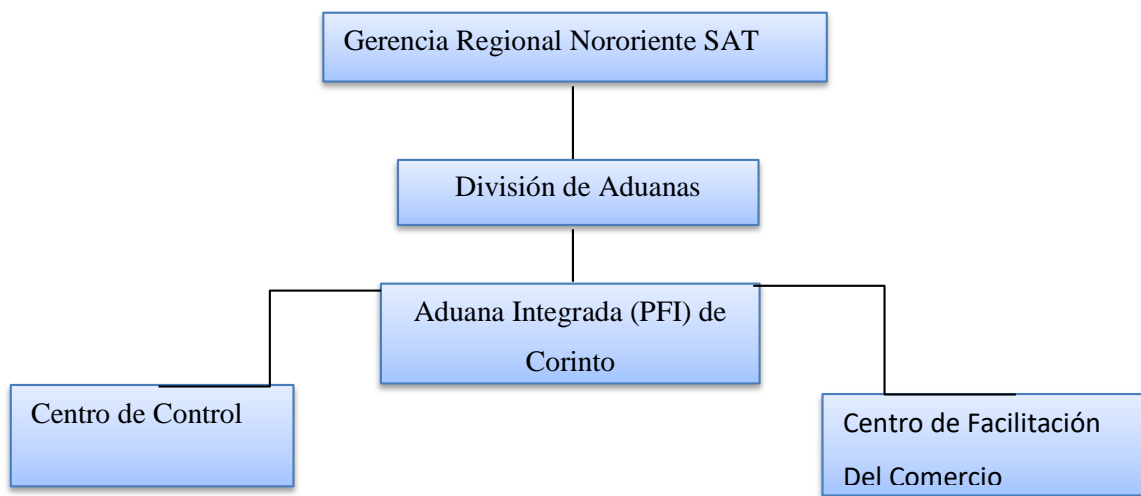 Gerencia Regional Nororiente SAT
División de Aduanas
Aduana Integrada (PFI) de
Corinto
Centro de Control
Centro de Facilitación
Del Comercio